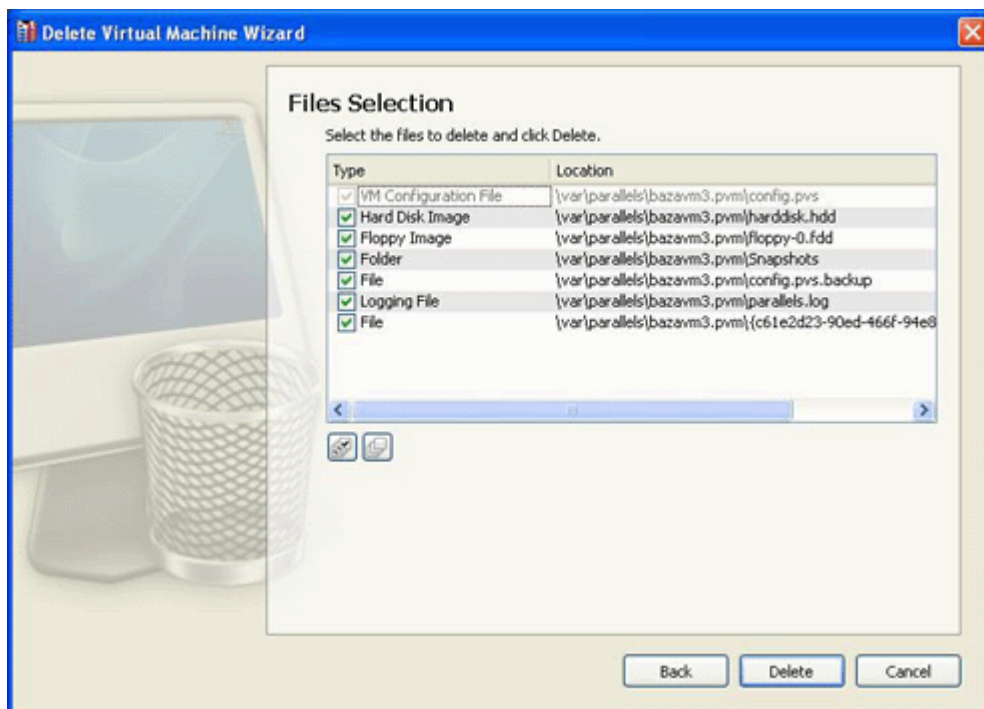 Delete Virtual Machine Wizard
Files Selection
Select the files to delete and click Delete.
Type Location
VM Configuration File \var\parallels\bazavm3.pvm\config.pvs
Hard Disk Image \var\parallels\bazavm3.pvm\harddisk.hdd
Floppy Image \var\parallels\bazavm3.pvm\floppy-0.fdd
Folder \var\parallels\bazavm3.pvm\Snapshots
File \var\parallels\bazavm3.pvm\config.pvs.backup
Logging File \var\parallels\bazavm3.pvm\parallels.log
File \var\parallels\bazavm3.pvm\{c61e2d23-90ed-466f-94e8
Back Delete Cancel